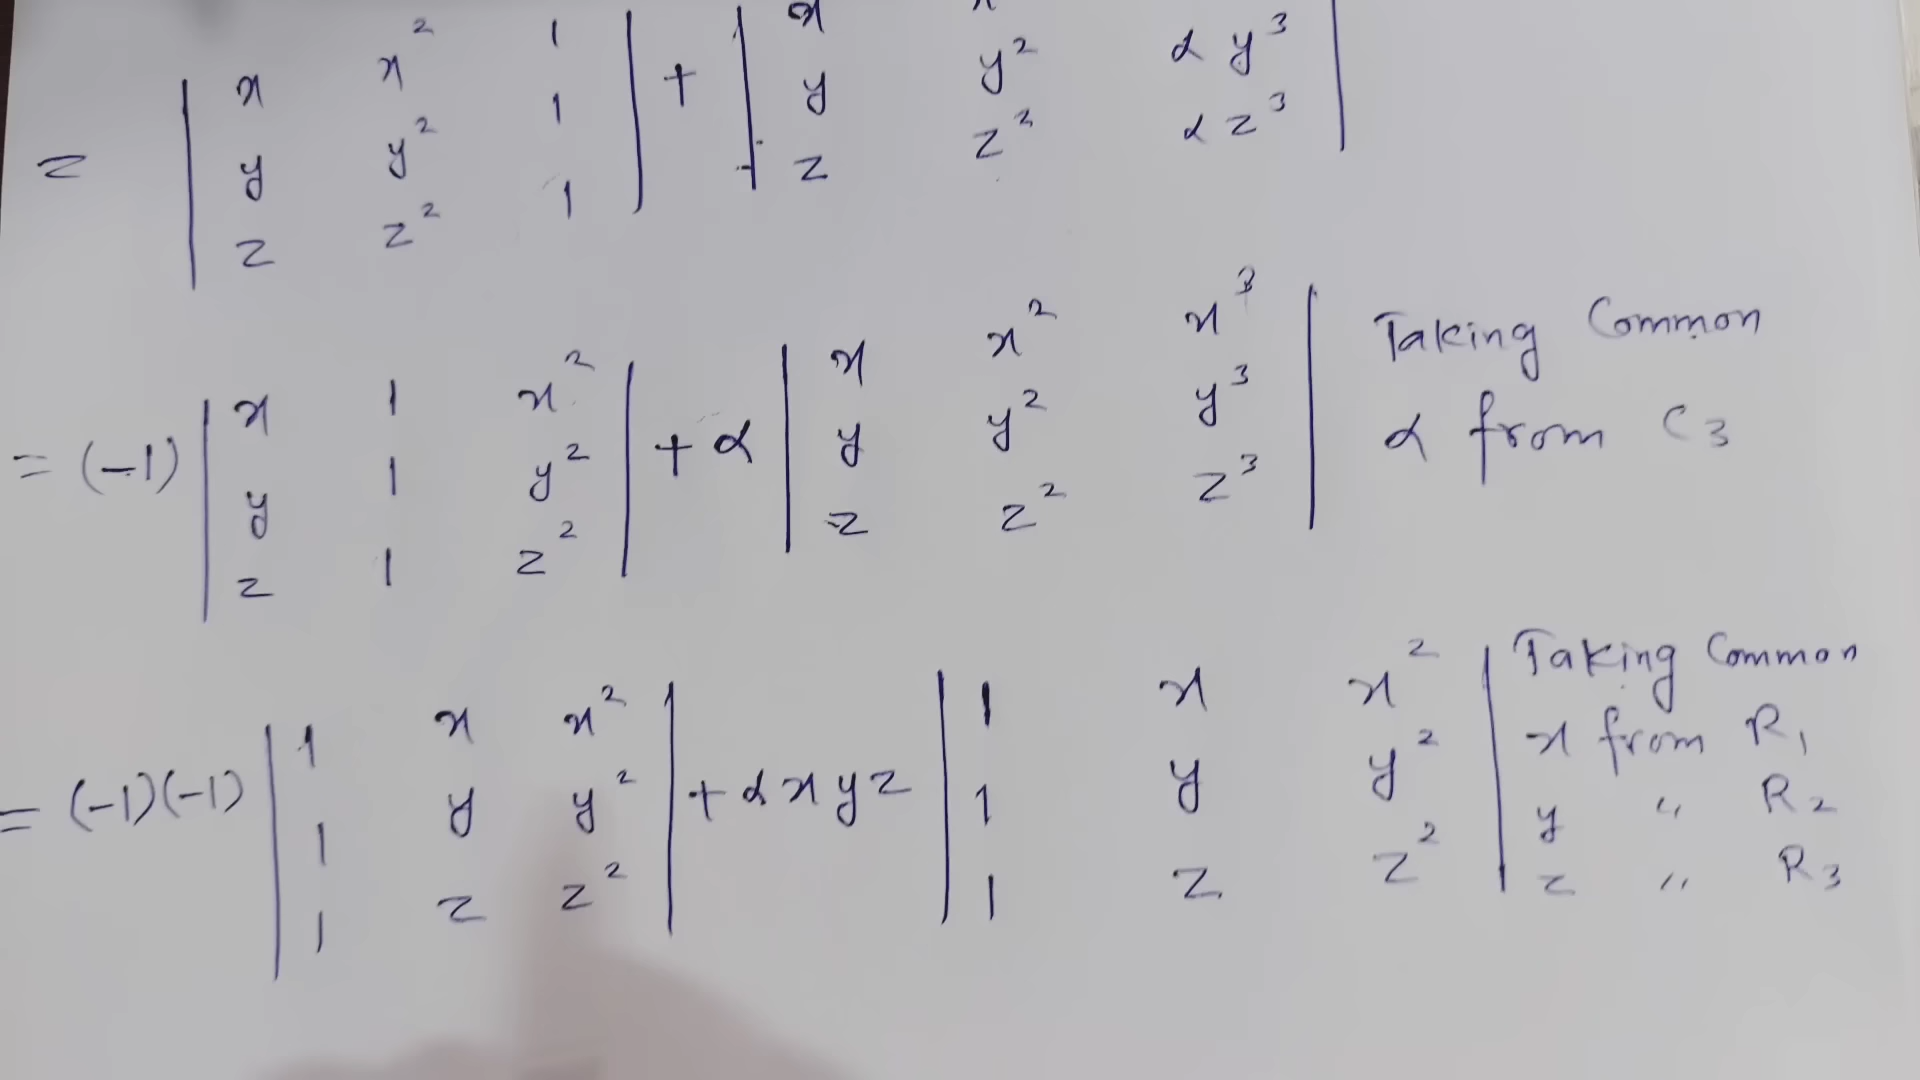 = | x x² 1 | + | x
y y² 1 y y² α y³
z z² 1 | z z² α z³ |
= (-1) | x 1 x² | + α | x x² x³ | Taking Common
y 1 y² y y² y³ α from C₃
z 1 z² z z² z³
= (-1)(-1) | 1 x x² | + α x y z | 1 x x² | Taking Common
x from R₁
1 y y² 1 y y² y " R₂
1 z z² 1 z z² z " R₃